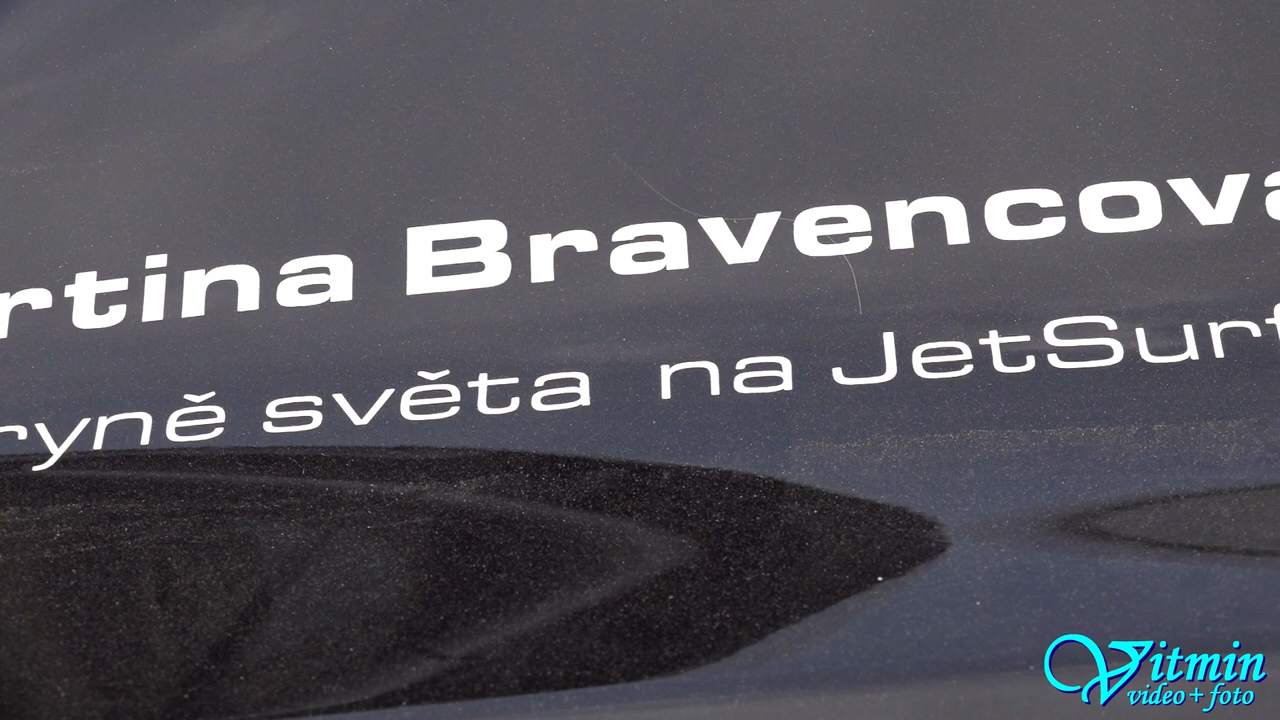 rtina Bravencova
ryně světa na JetSurf
Vitmin
video + foto